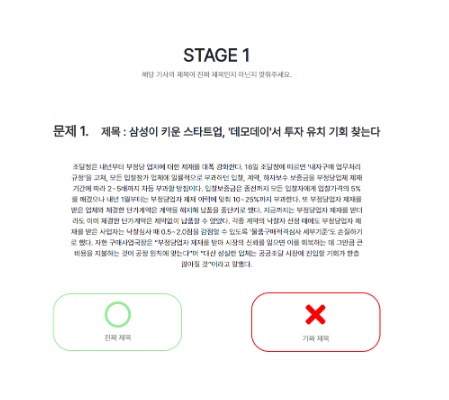 STAGE 1
해당 기사의 제목이 진짜 제목인지 아닌지 맞춰주세요.
문제 1. 제목 : 삼성이 키운 스타트업, '데모데이'서 투자 유치 기회 찾는다
조달청은 내년부터 부정당 업자에 대한 제재를 대폭 강화한다. 16일 조달청에 따르면 '내자구매 업무처리
규정'을 고쳐, 모든 입찰참가 업체에 일률적으로 부과하던 입찰, 계약, 하자보수 보증금을 부정당업체 제재
기간에 따라 2~5배까지 차등 부과할 방침이다. 입찰보증금은 종전까지 모든 입찰자에게 입찰가격의 5%
를 매겼으나 내년 1월부터는 부정당업자 제재 이력에 맞춰 10~25%까지 부과한다. 또 부정당업자 제재를
받은 업체와 체결한 단가계약은 계약을 해지해 납품을 중단키로 했다. 지금까지는 부정당업자 제재를 받더
라도 이미 체결한 단가계약은 제약없이 납품할 수 있었다. 각종 계약의 낙찰자 선정 때에도 부정당업자 제
재를 받은 사업자는 낙찰심사 때 0.5~2.0점을 감점할 수 있도록 '물품구매적격심사 세부기준'도 손질하기
로 했다. 차현 구매사업국장은 "부정당업자 제재를 받아 시장의 신뢰를 잃으면 이를 회복하는 데 그만큼 큰
비용을 지불하는 것이 공정 원칙에 맞는다"며 "대신 성실한 업체는 공공조달 시장에 진입할 기회가 한층
많아질 것"이라고 말했다.
진짜 제목
가짜 제목